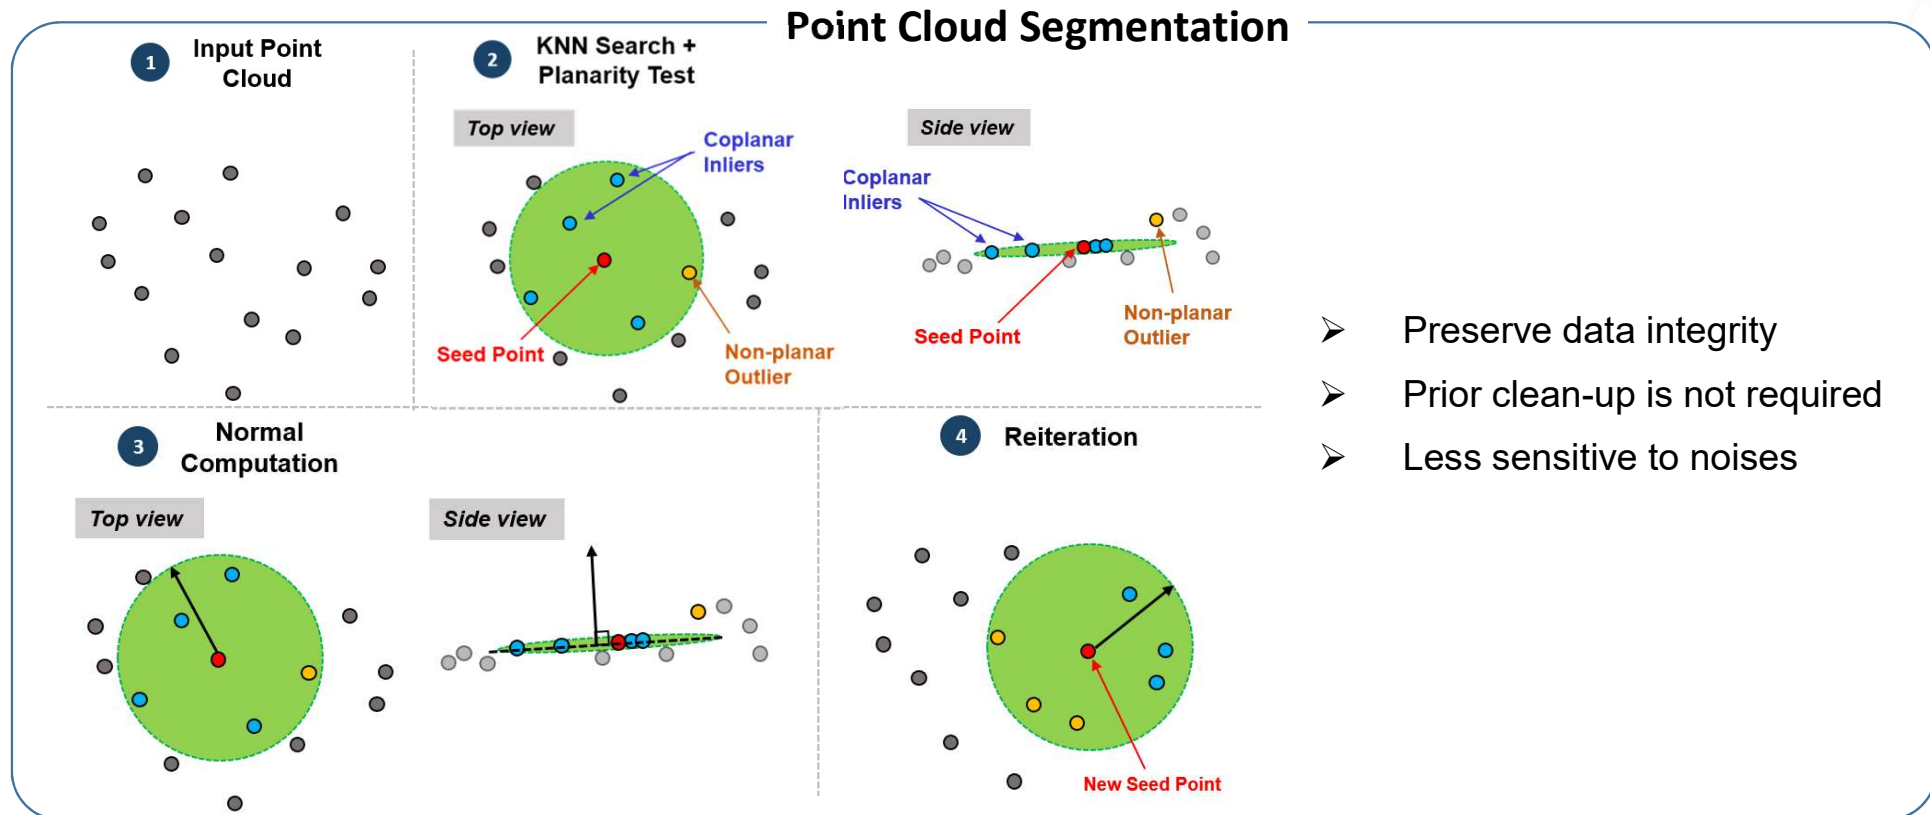 Point Cloud Segmentation
1
Input Point
Cloud
2
KNN Search +
Planarity Test
Top view
Coplanar
Inliers
Seed Point
Non-planar
Outlier
Side view
Coplanar
Inliers
Seed Point
Non-planar
Outlier
3
Normal
Computation
Top view
Side view
4
Reiteration
New Seed Point
➢ Preserve data integrity
➢ Prior clean-up is not required
➢ Less sensitive to noises